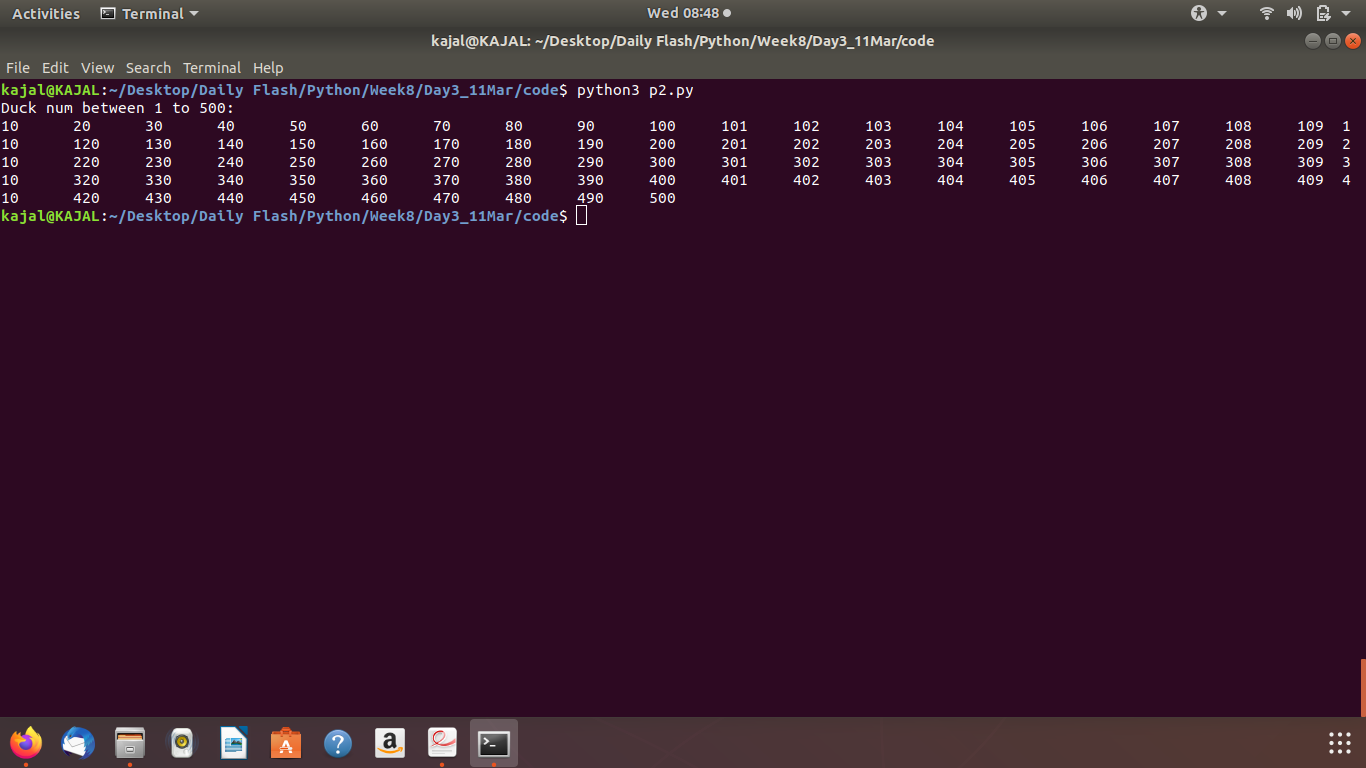 Activities Terminal Wed 08:48
kajal@KAJAL: ~/Desktop/Daily Flash/Python/Week8/Day3_11Mar/code
File Edit View Search Terminal Help
kajal@KAJAL:~/Desktop/Daily Flash/Python/Week8/Day3_11Mar/code$ python3 p2.py
Duck num between 1 to 500:
10 20 30 40 50 60 70 80 90 100 101 102 103 104 105 106 107 108 109 1
10 120 130 140 150 160 170 180 190 200 201 202 203 204 205 206 207 208 209 2
10 220 230 240 250 260 270 280 290 300 301 302 303 304 305 306 307 308 309 3
10 320 330 340 350 360 370 380 390 400 401 402 403 404 405 406 407 408 409 4
10 420 430 440 450 460 470 480 490 500
kajal@KAJAL:~/Desktop/Daily Flash/Python/Week8/Day3_11Mar/code$